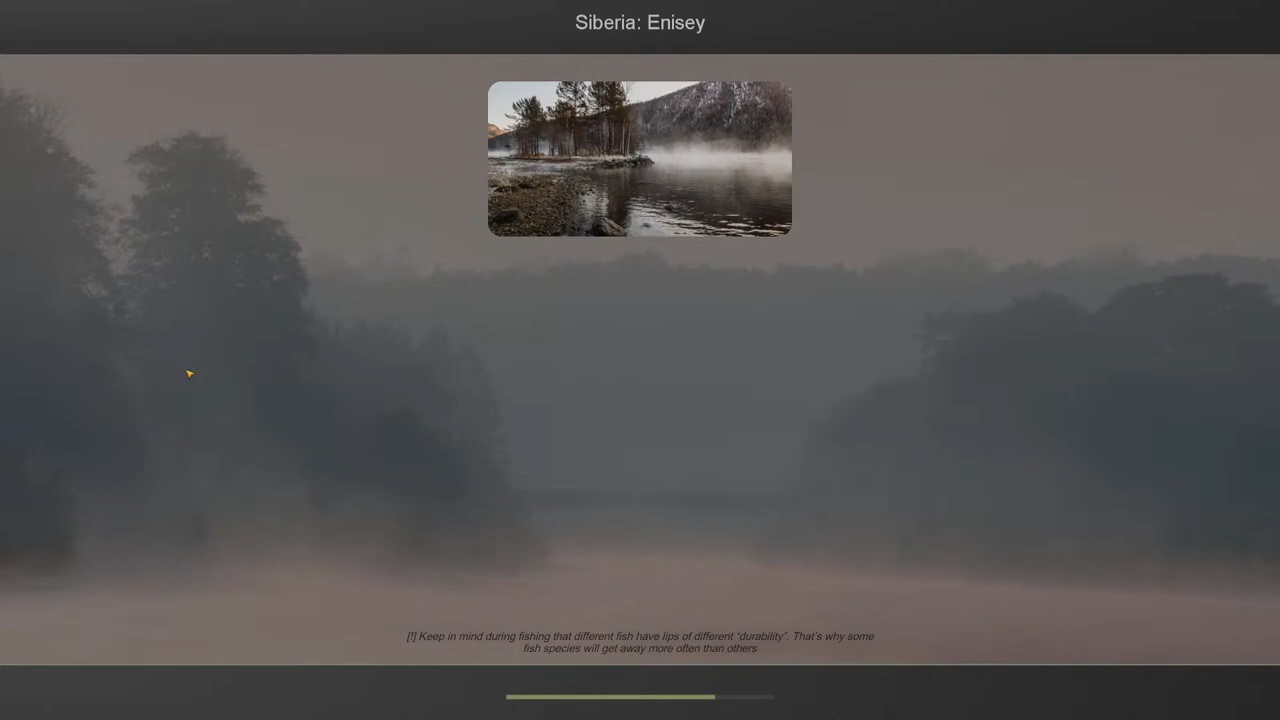 Siberia: Enisey
[!] Keep in mind during fishing that different fish have lips of different “durability”. That’s why some
fish species will get away more often than others